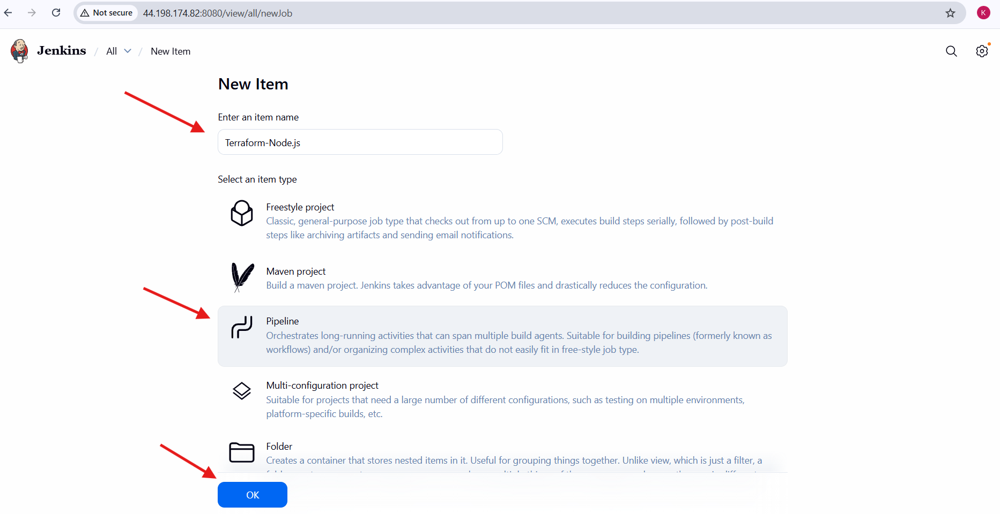 Not secure 44.198.174.82:8080/view/all/newJob K
Jenkins / All / New Item
New Item
Enter an item name
Terraform-Node.js
Select an item type
Freestyle project
Classic, general-purpose job type that checks out from up to one SCM, executes build steps serially, followed by post-build
steps like archiving artifacts and sending email notifications.
Maven project
Build a maven project. Jenkins takes advantage of your POM files and drastically reduces the configuration.
Pipeline
Orchestrates long-running activities that can span multiple build agents. Suitable for building pipelines (formerly known as
workflows) and/or organizing complex activities that do not easily fit in free-style job type.
Multi-configuration project
Suitable for projects that need a large number of different configurations, such as testing on multiple environments,
platform-specific builds, etc.
Folder
Creates a container that stores nested items in it. Useful for grouping things together. Unlike view, which is just a filter, a
OK